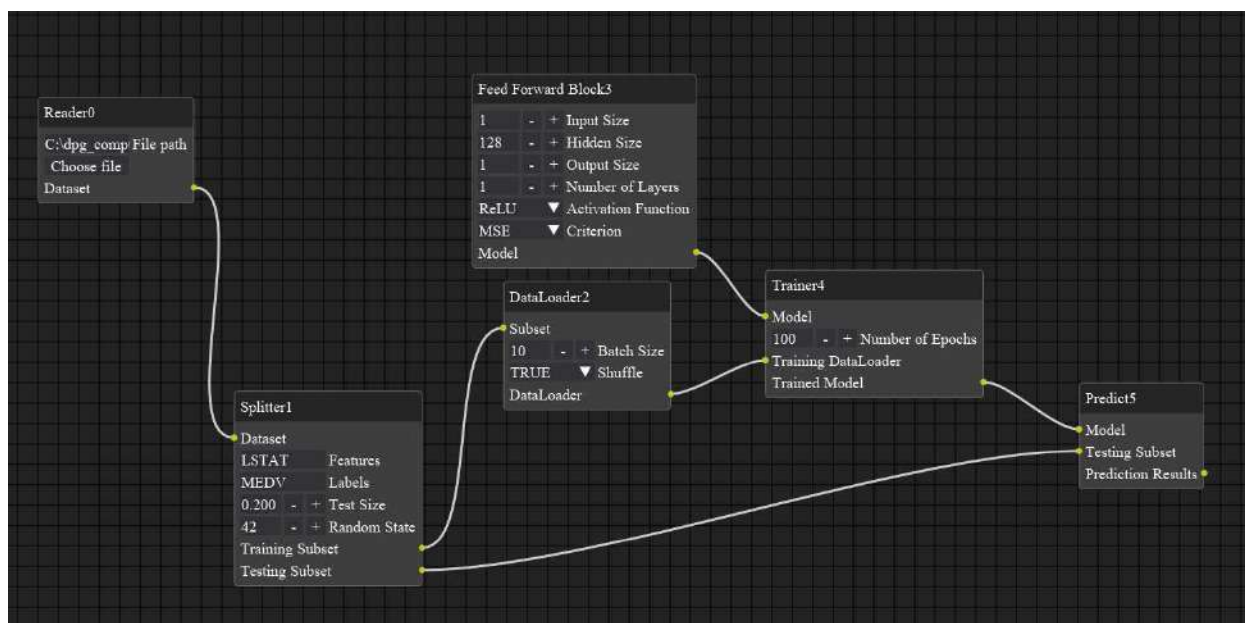 Reader0
C:\dpg_comp File path
Choose file
Dataset
Feed Forward Block3
1 - + Input Size
128 - + Hidden Size
1 - + Output Size
1 - + Number of Layers
ReLU ▼ Activation Function
MSE ▼ Criterion
Model
DataLoader2
Subset
10 - + Batch Size
TRUE ▼ Shuffle
DataLoader
Trainer4
Model
100 - + Number of Epochs
Training DataLoader
Trained Model
Splitter1
Dataset
LSTAT Features
MEDV Labels
0.200 - + Test Size
42 - + Random State
Training Subset
Testing Subset
Predict5
Model
Testing Subset
Prediction Results